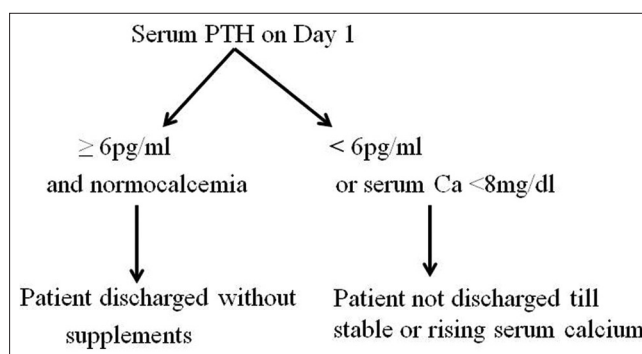 Serum PTH on Day 1
≥ 6pg/ml
and normocalcemia
< 6pg/ml
or serum Ca <8mg/dl
Patient discharged without
supplements
Patient not discharged till
stable or rising serum calcium